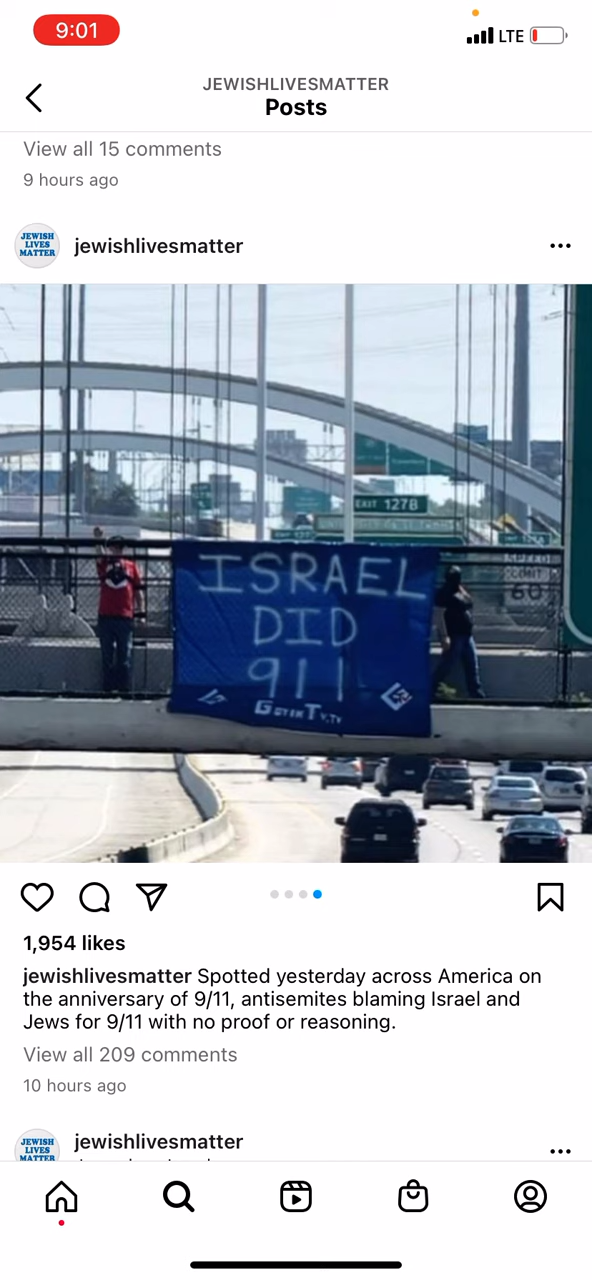 9:01
LTE
JEWISHLIVESMATTER
Posts
View all 15 comments
9 hours ago
JEWISH
LIVES
MATTER
jewishlivesmatter
EXIT 127B
ISRAEL
DID
911
60
1,954 likes
jewishlivesmatter Spotted yesterday across America on
the anniversary of 9/11, antisemites blaming Israel and
Jews for 9/11 with no proof or reasoning.
View all 209 comments
10 hours ago
JEWISH
LIVES
MATTER
jewishlivesmatter